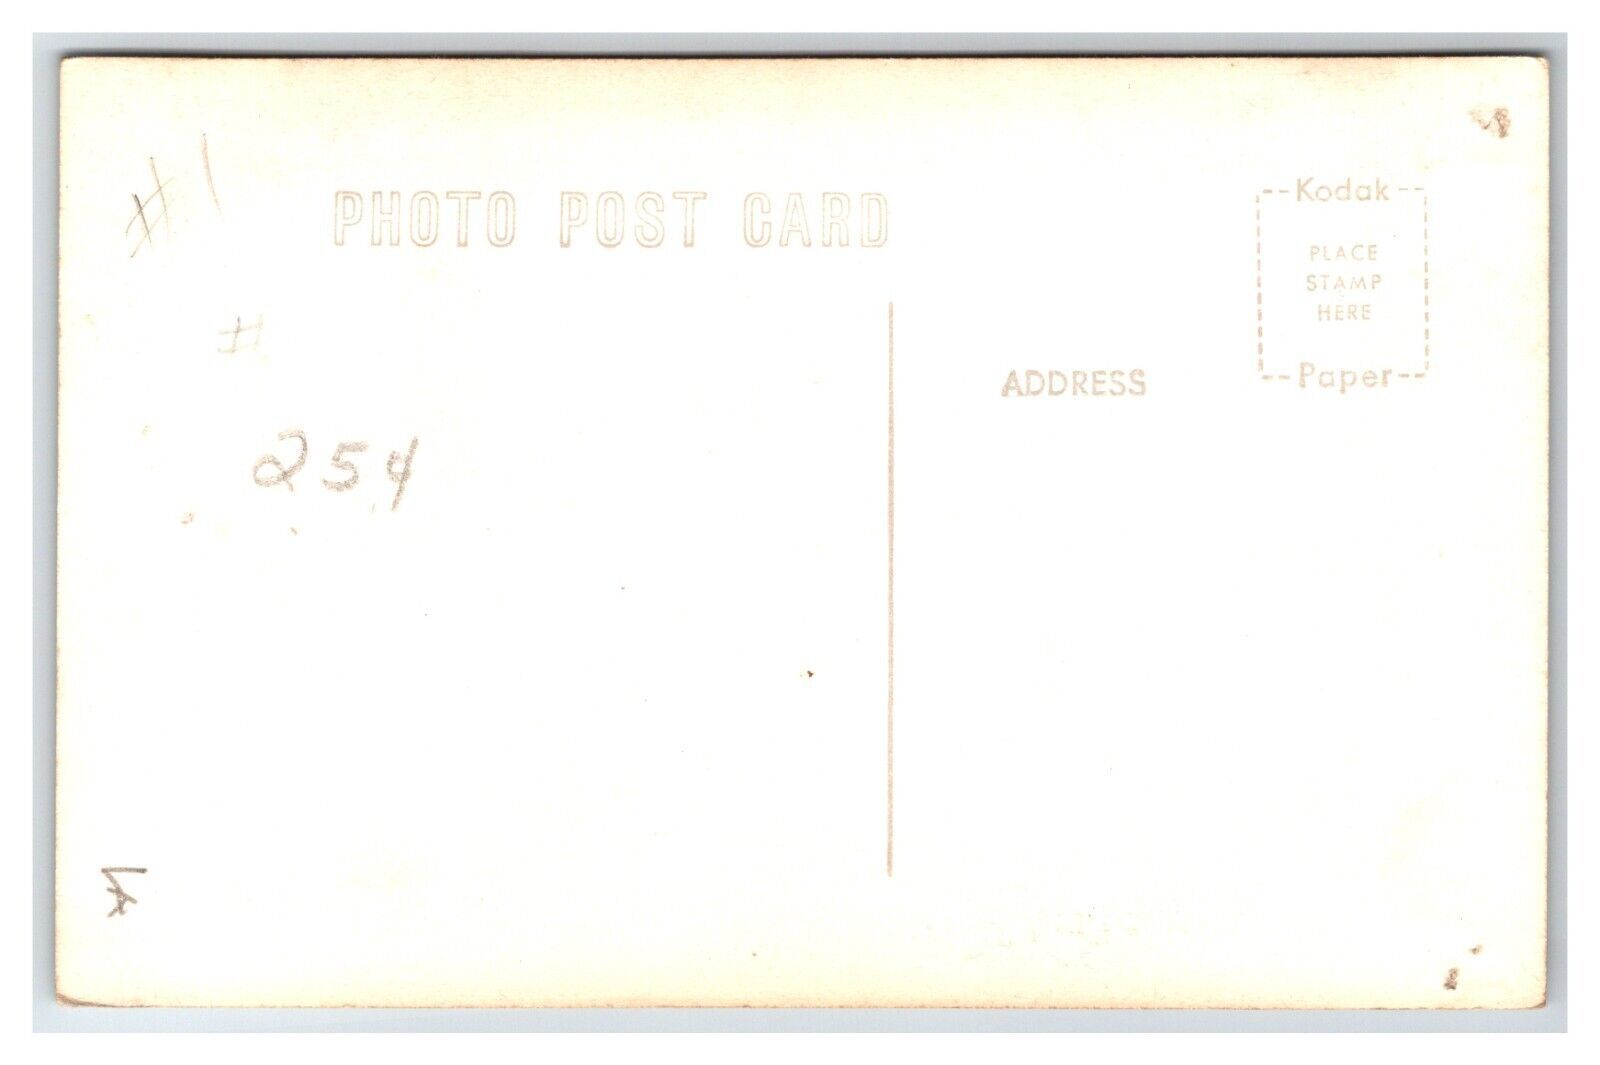 #1
PHOTO POST CARD
Kodak
PLACE
STAMP
HERE
Paper
#
ADDRESS
254